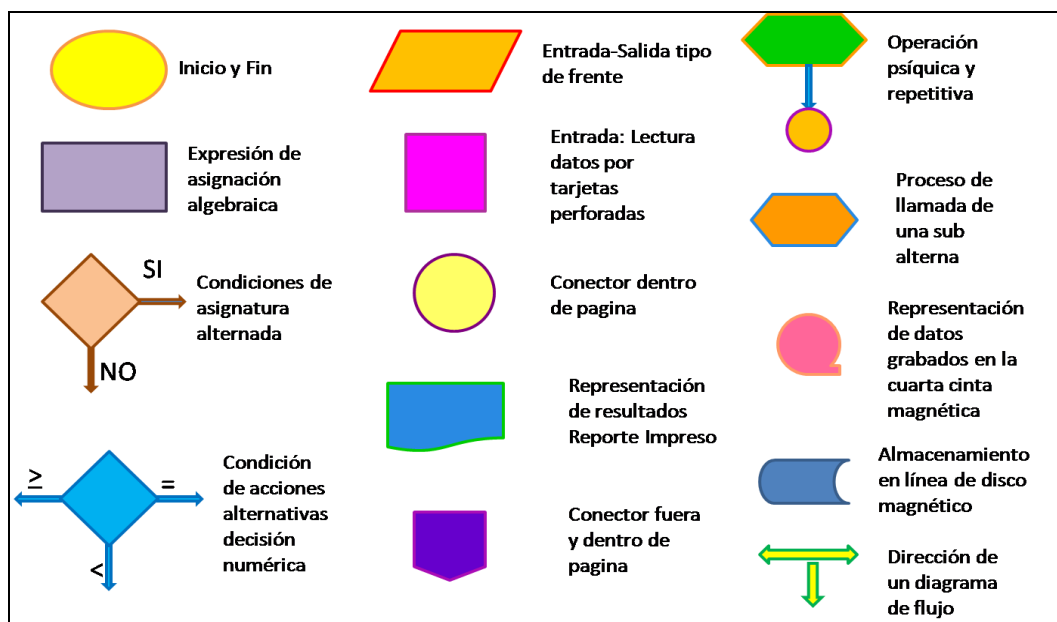 Inicio y Fin
Expresión de
asignación
algebraica
SI
Condiciones de
asignatura
alternada
NO
≥
=
<
Condición
de acciones
alternativas
decisión
numérica
Entrada-Salida tipo
de frente
Entrada: Lectura
datos por
tarjetas
perforadas
Conector dentro
de pagina
Representación
de resultados
Reporte Impreso
Conector fuera
y dentro de
pagina
Operación
psíquica y
repetitiva
Proceso de
llamada de
una sub
alterna
Representación
de datos
grabados en la
cuarta cinta
magnética
Almacenamiento
en línea de disco
magnético
Dirección de
un diagrama
de flujo